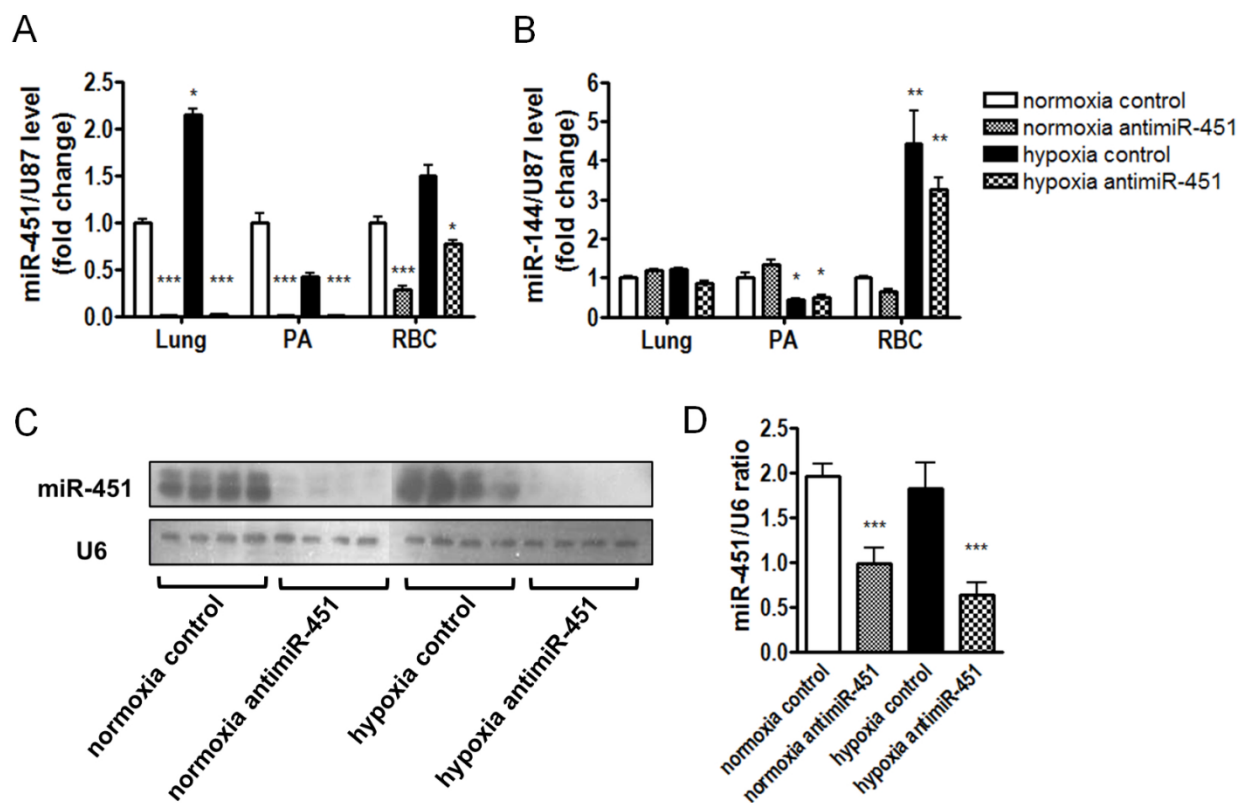 A
miR-451/U87 level
(fold change)
2.5
2.0
1.5
1.0
0.5
0.0
*
***
***
***
***
***
*
Lung
PA
RBC
B
miR-144/U87 level
(fold change)
6
5
4
3
2
1
0
*
*
**
**
Lung
PA
RBC
normoxia control
normoxia antimiR-451
hypoxia control
hypoxia antimiR-451
C
miR-451
U6
normoxia control
normoxia antimiR-451
hypoxia control
hypoxia antimiR-451
D
miR-451/U6 ratio
2.5
2.0
1.5
1.0
0.5
0.0
***
***
normoxia control
normoxia antimiR-451
hypoxia control
hypoxia antimiR-451